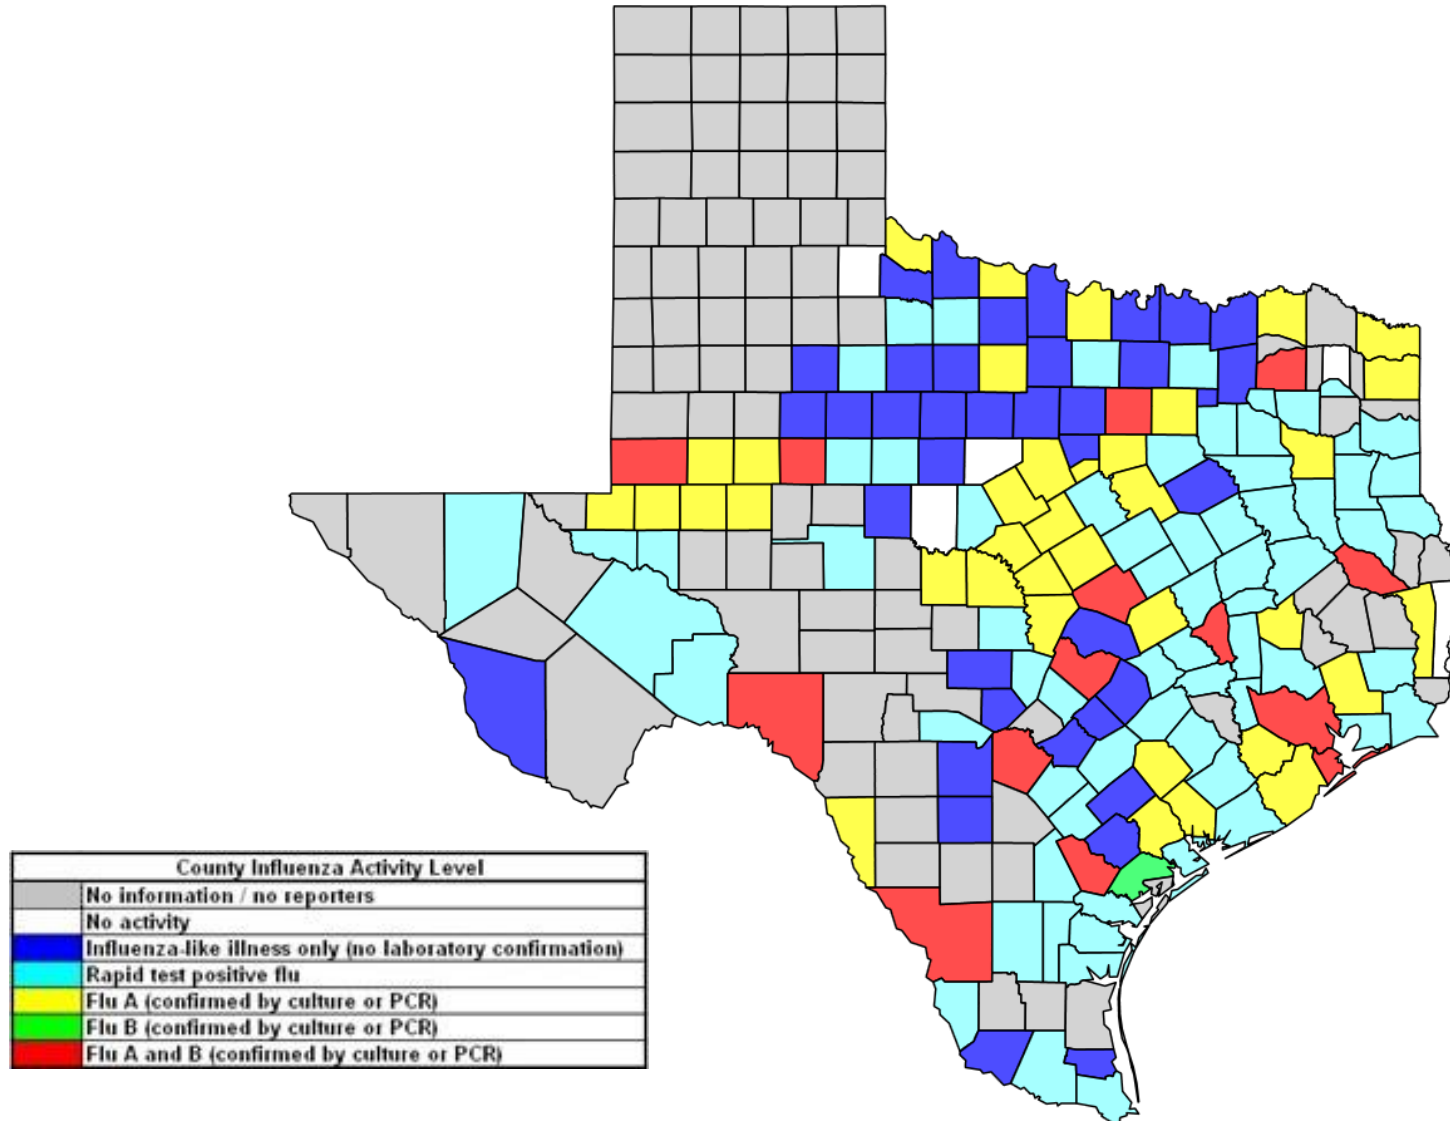 County Influenza Activity Level
No information / no reporters
No activity
Influenza-like illness only (no laboratory confirmation)
Rapid test positive flu
Flu A (confirmed by culture or PCR)
Flu B (confirmed by culture or PCR)
Flu A and B (confirmed by culture or PCR)